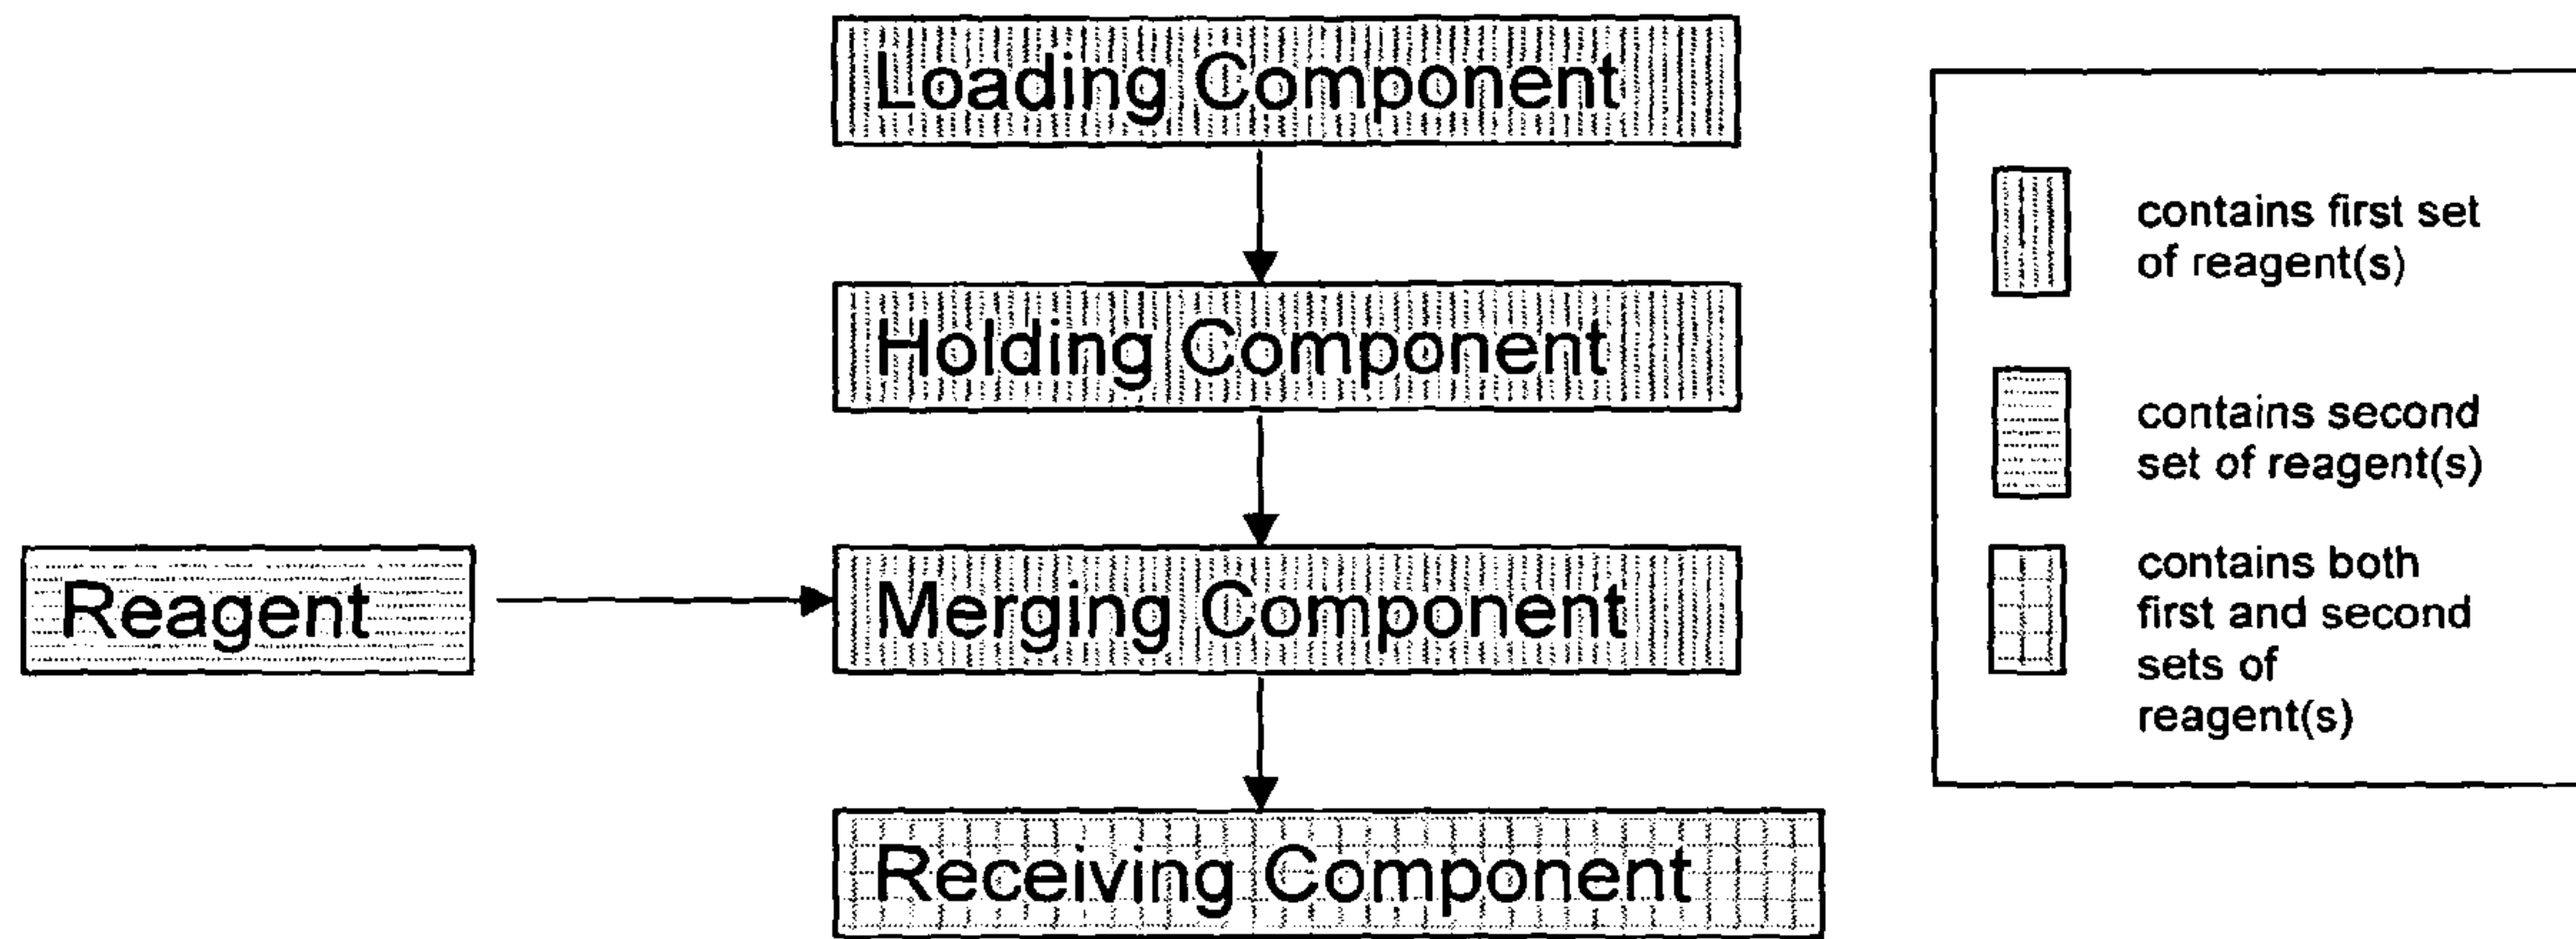 Loading Component
Holding Component
Reagent
Merging Component
Receiving Component
contains first set
of reagent(s)
contains second
set of reagent(s)
contains both
first and second
sets of
reagent(s)